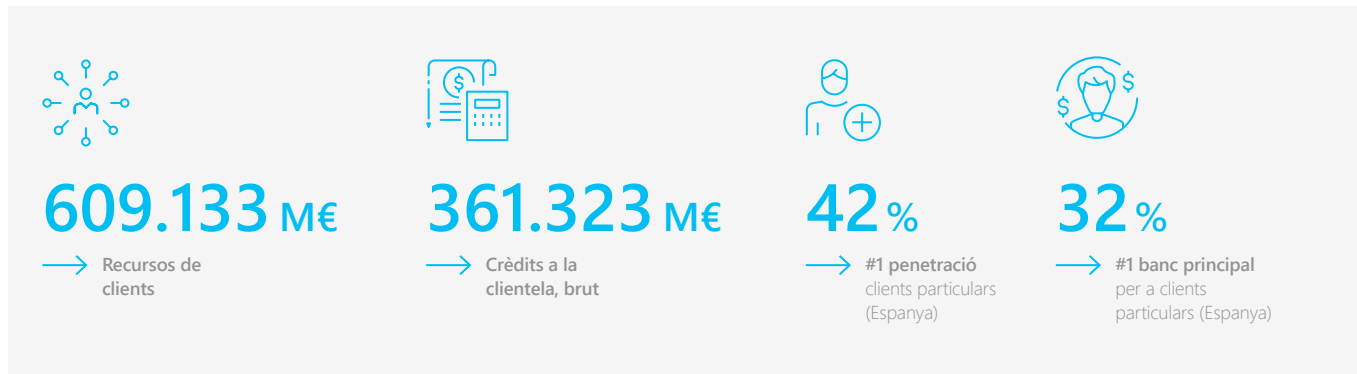 609.133 M€
Recursos de
clients
361.323 M€
Crèdits a la
clientela, brut
42 %
#1 penetració
clients particulars
(Espanya)
32 %
#1 banc principal
per a clients
particulars (Espanya)